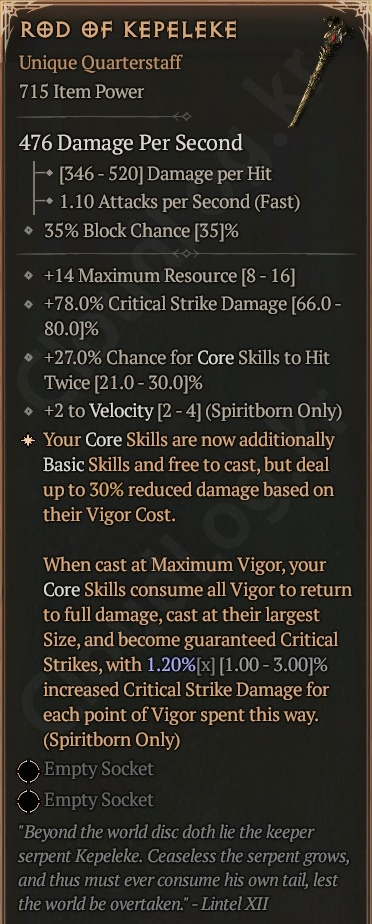 ROD OF KEPELEKE
Unique Quarterstaff
715 Item Power
476 Damage Per Second
[346 - 520] Damage per Hit
1.10 Attacks per Second (Fast)
35% Block Chance [35]%
+14 Maximum Resource [8 - 16]
+78.0% Critical Strike Damage [66.0 -
80.0]%
+27.0% Chance for Core Skills to Hit
Twice [21.0 - 30.0]%
+2 to Velocity [2 - 4] (Spiritborn Only)
Your Core Skills are now additionally
Basic Skills and free to cast, but deal
up to 30% reduced damage based on
their Vigor Cost.
When cast at Maximum Vigor, your
Core Skills consume all Vigor to return
to full damage, cast at their largest
Size, and become guaranteed Critical
Strikes, with 1.20%[x] [1.00 - 3.00]%
increased Critical Strike Damage for
each point of Vigor spent this way.
(Spiritborn Only)
Empty Socket
Empty Socket
"Beyond the world disc doth lie the keeper
serpent Kepeleke. Ceaseless the serpent grows,
and thus must ever consume his own tail, lest
the world be overtaken." - Lintel XII